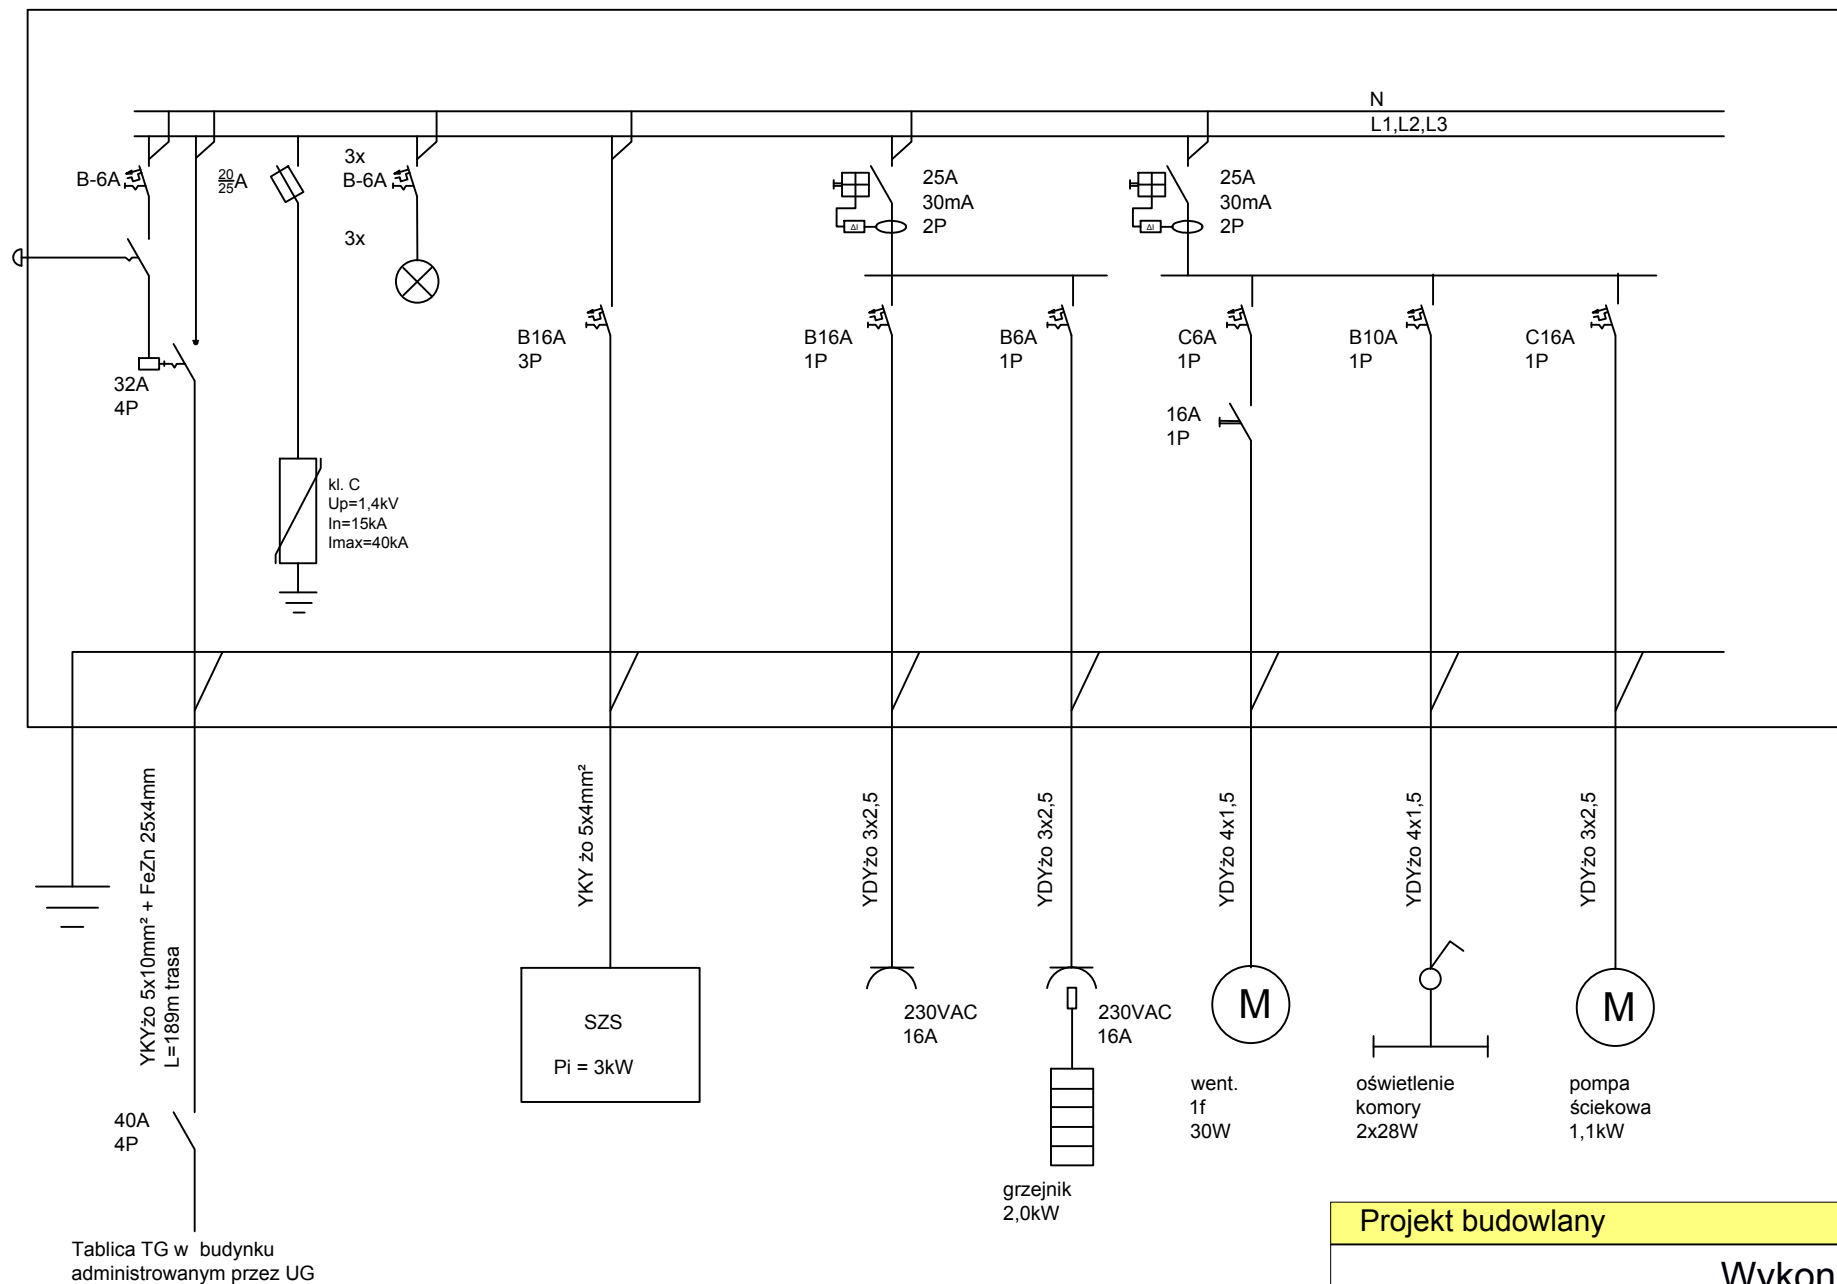 N
L1,L2,L3
B-6A
20
25 A
3x
B-6A
3x
25A
30mA
2P
ΔI
25A
30mA
2P
ΔI
32A
4P
B16A
3P
B16A
1P
B6A
1P
C6A
1P
B10A
1P
C16A
1P
16A
1P
kl. C
Up=1,4kV
In=15kA
Imax=40kA
YKYżo 5x10mm² + FeZn 25x4mm
L=189m trasa
YKY żo 5x4mm²
YDYżo 3x2,5
YDYżo 3x2,5
YDYżo 4x1,5
YDYżo 4x1,5
YDYżo 3x2,5
SZS
Pi = 3kW
230VAC
16A
230VAC
16A
M
M
went.
1f
30W
oświetlenie
komory
2x28W
pompa
ściekowa
1,1kW
40A
4P
grzejnik
2,0kW
Tablica TG w budynku
administrowanym przez UG
Projekt budowlany
Wykon